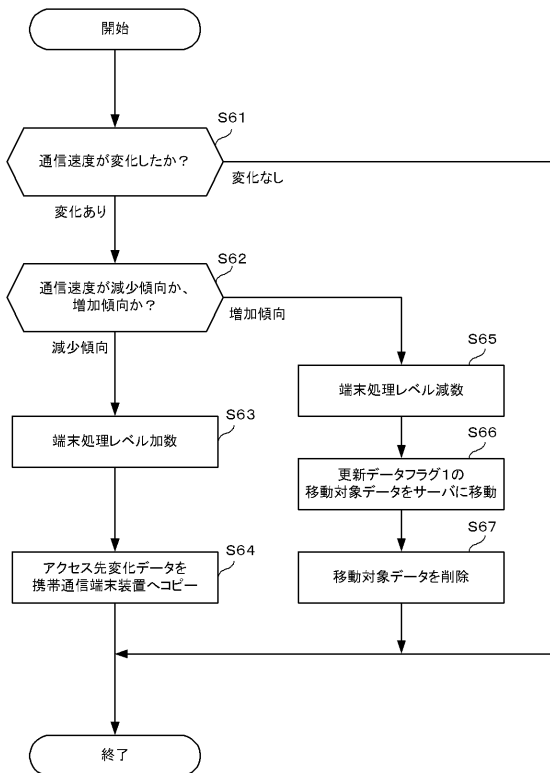 開始
S61
通信速度が変化したか?
変化なし
変化あり
S62
通信速度が減少傾向か、
増加傾向か?
増加傾向
減少傾向
S65
端末処理レベル減数
S63
端末処理レベル加数
S66
更新データフラグ1の
移動対象データをサーバに移動
S64
アクセス先変化データを
携帯通信端末装置へコピー
S67
移動対象データを削除
終了